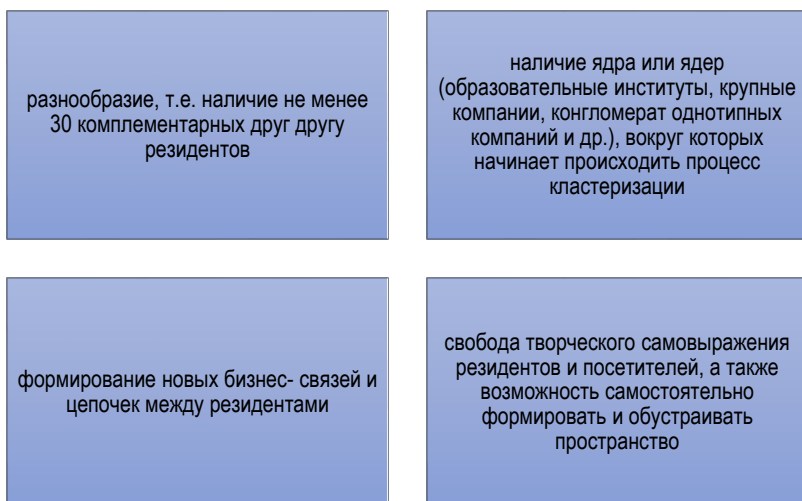 разнообразие, т.е. наличие не менее
30 комплементарных друг другу
резидентов
наличие ядра или ядер
(образовательные институты, крупные
компании, конгломерат однотипных
компаний и др.), вокруг которых
начинает происходить процесс
кластеризации
формирование новых бизнес- связей и
цепочек между резидентами
свобода творческого самовыражения
резидентов и посетителей, а также
возможность самостоятельно
формировать и обустраивать
пространство